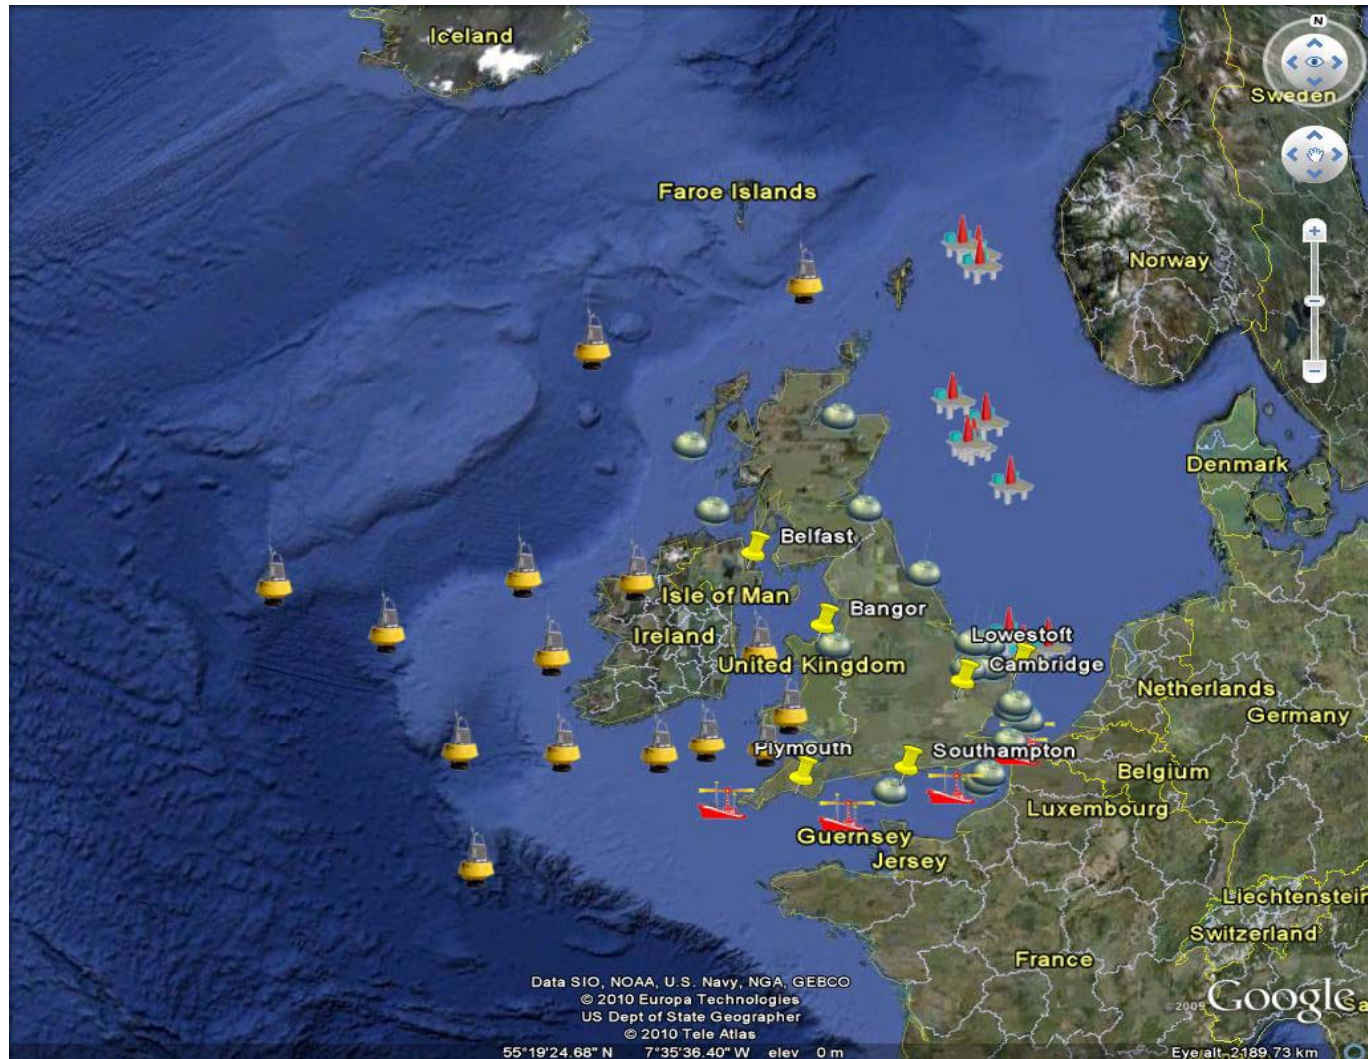 Iceland
N
Sweden
Faroe Islands
Norway
Denmark
Belfast
Isle of Man
Bangor
Ireland
Lowestoft
United Kingdom
Cambridge
Netherlands
Germany
Plymouth
Southampton
Belgium
Luxembourg
Guernsey
Jersey
Liechtenstein
Switzerland
France
Data SIO, NOAA, U.S. Navy, NGA, GEBCO
© 2010 Europa Technologies
US Dept of State Geographer
© 2010 Tele Atlas
©2009 Google
55°19'24.68" N 7°35'36.40" W elev 0 m
Eye alt 2189.73 km